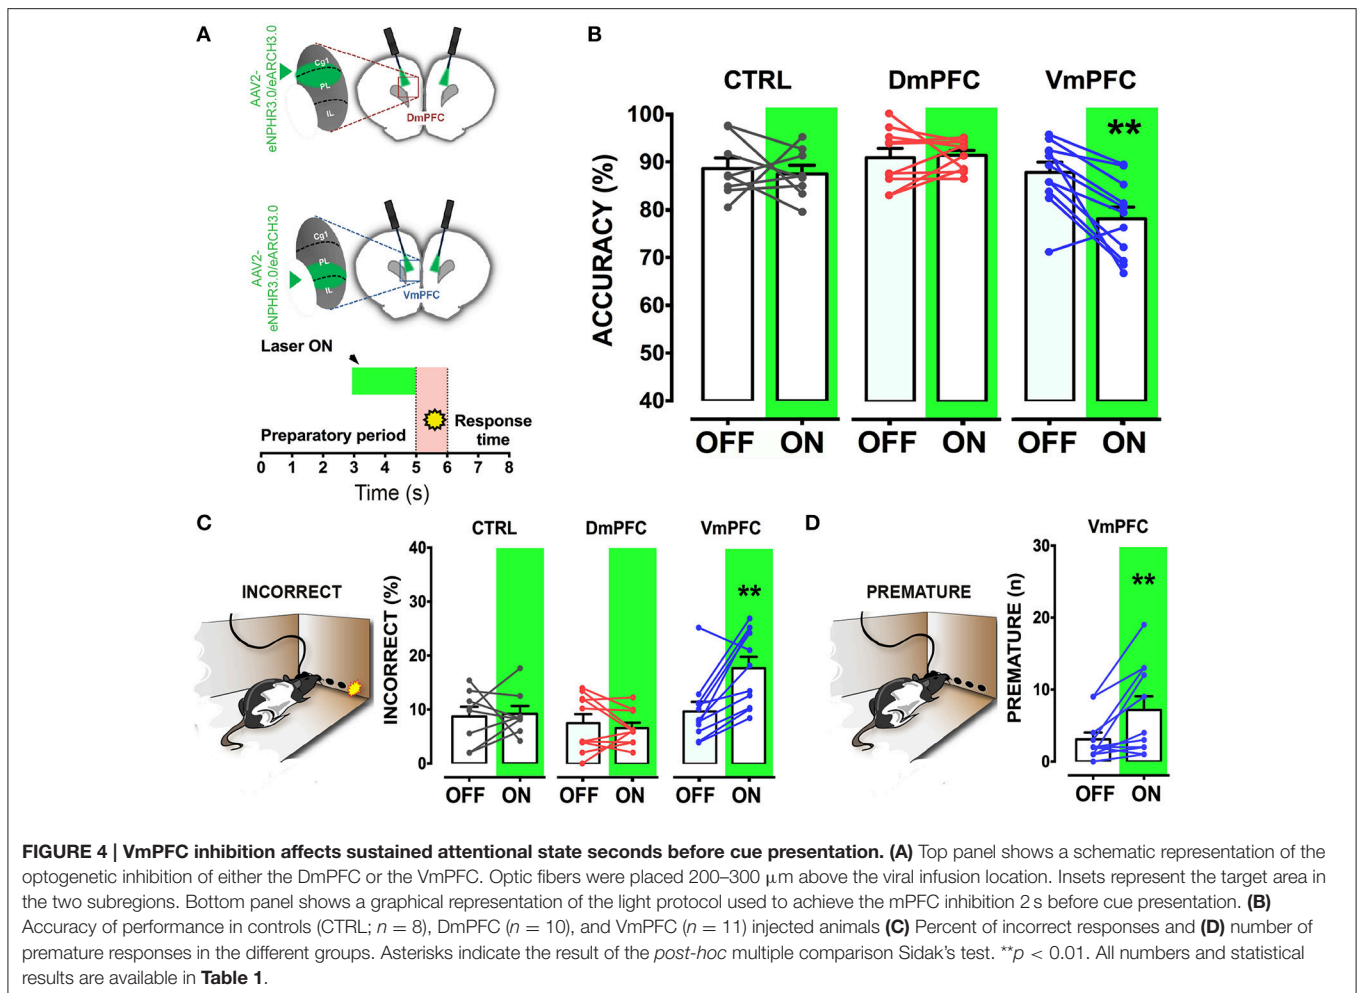 A
AAV2-
eNPHR3.0/eARCH3.0
Cg1
PL
IL
DmPFC
AAV2-
eNPHR3.0/eARCH3.0
Cg1
PL
IL
VmPFC
Laser ON
Preparatory period
Response
time
0 1 2 3 4 5 6 7 8
Time (s)
B
CTRL DmPFC VmPFC
ACCURACY (%)
100
90
80
70
60
50
40
**
OFF ON OFF ON OFF ON
C
INCORRECT
CTRL DmPFC VmPFC
INCORRECT (%)
40
30
20
10
0
**
OFF ON OFF ON OFF ON
D
PREMATURE
VmPFC
PREMATURE (n)
30
20
10
0
**
OFF ON
FIGURE 4 | VmPFC inhibition affects sustained attentional state seconds before cue presentation. (A) Top panel shows a schematic representation of the
optogenetic inhibition of either the DmPFC or the VmPFC. Optic fibers were placed 200–300 μm above the viral infusion location. Insets represent the target area in
the two subregions. Bottom panel shows a graphical representation of the light protocol used to achieve the mPFC inhibition 2 s before cue presentation. (B)
Accuracy of performance in controls (CTRL; n = 8), DmPFC (n = 10), and VmPFC (n = 11) injected animals (C) Percent of incorrect responses and (D) number of
premature responses in the different groups. Asterisks indicate the result of the post-hoc multiple comparison Sidak's test. **p < 0.01. All numbers and statistical
results are available in Table 1.